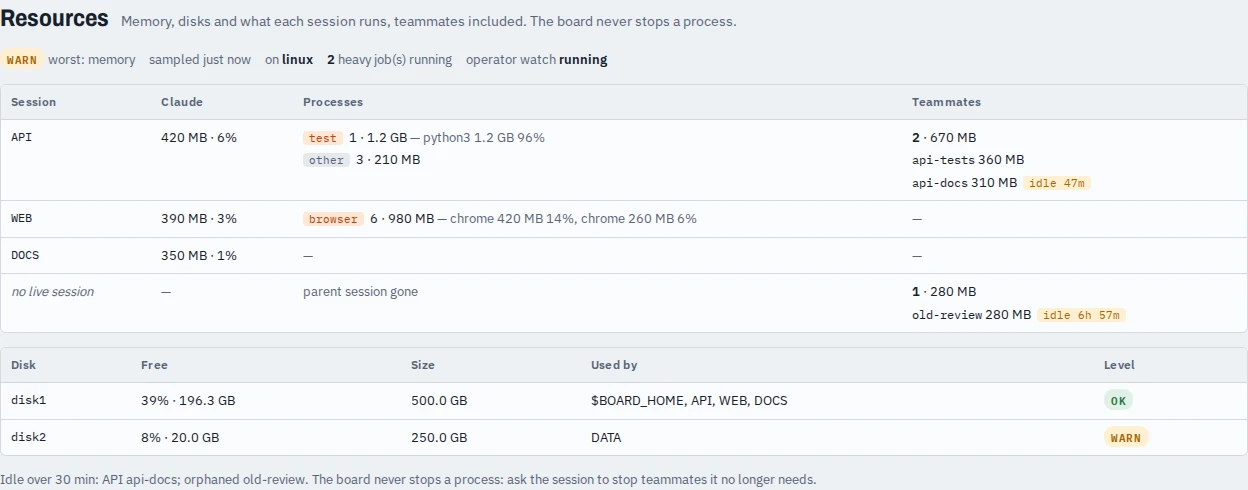 Resources Memory, disks and what each session runs, teammates included. The board never stops a process.
WARN worst: memory sampled just now on linux 2 heavy job(s) running operator watch running
Session Claude Processes Teammates
API 420 MB · 6% test 1 · 1.2 GB — python3 1.2 GB 96% 2 · 670 MB
other 3 · 210 MB api-tests 360 MB
api-docs 310 MB idle 47m
WEB 390 MB · 3% browser 6 · 980 MB — chrome 420 MB 14%, chrome 260 MB 6% —
DOCS 350 MB · 1% — —
no live session — parent session gone 1 · 280 MB
old-review 280 MB idle 6h 57m
Disk Free Size Used by Level
disk1 39% · 196.3 GB 500.0 GB $BOARD_HOME, API, WEB, DOCS OK
disk2 8% · 20.0 GB 250.0 GB DATA WARN
Idle over 30 min: API api-docs; orphaned old-review. The board never stops a process: ask the session to stop teammates it no longer needs.